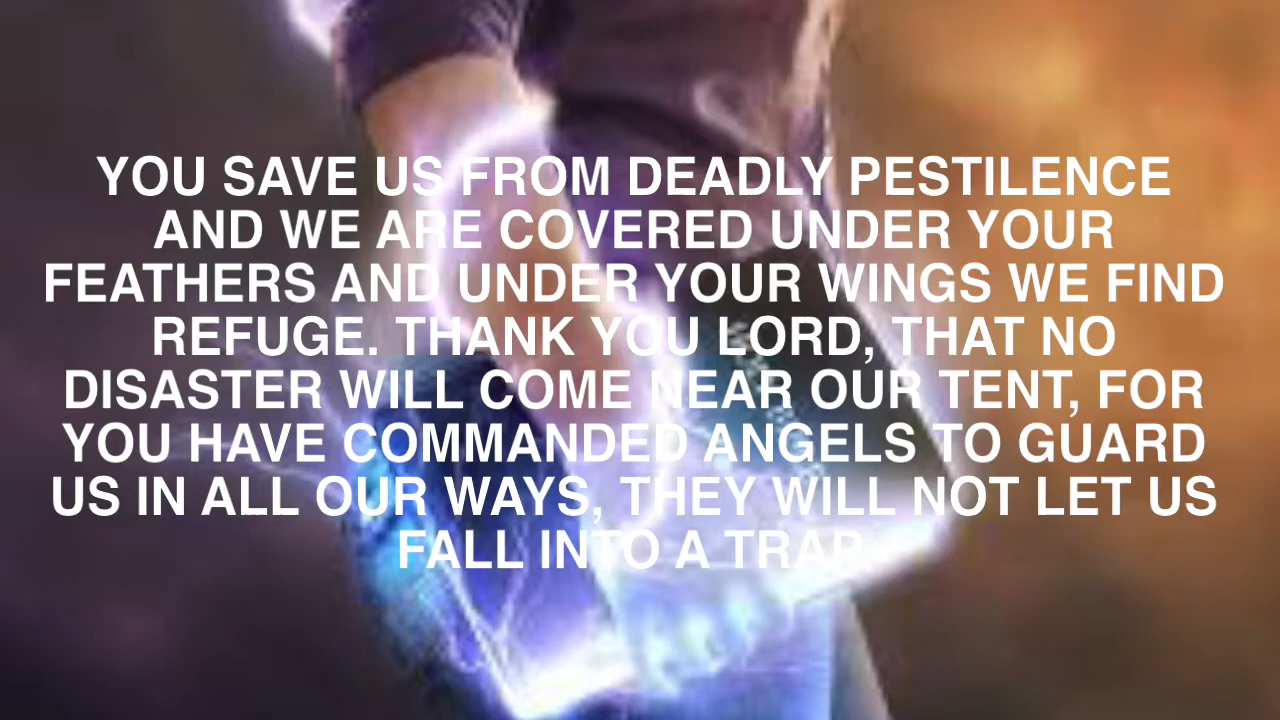 YOU SAVE US FROM DEADLY PESTILENCE
AND WE ARE COVERED UNDER YOUR
FEATHERS AND UNDER YOUR WINGS WE FIND
REFUGE. THANK YOU LORD, THAT NO
DISASTER WILL COME NEAR OUR TENT, FOR
YOU HAVE COMMANDED ANGELS TO GUARD
US IN ALL OUR WAYS, THEY WILL NOT LET US
FALL INTO A TRAP